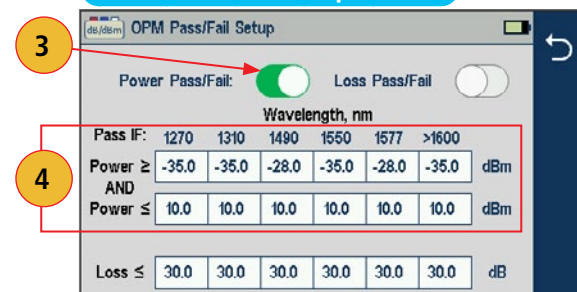 dB/dBm OPM Pass/Fail Setup
3
Power Pass/Fail: Loss Pass/Fail
Wavelength, nm
Pass IF: 1270 1310 1490 1550 1577 >1600
Power ≥ -35.0 -35.0 -28.0 -35.0 -28.0 -35.0 dBm
4
AND
Power ≤ 10.0 10.0 10.0 10.0 10.0 10.0 dBm
Loss ≤ 30.0 30.0 30.0 30.0 30.0 30.0 dB